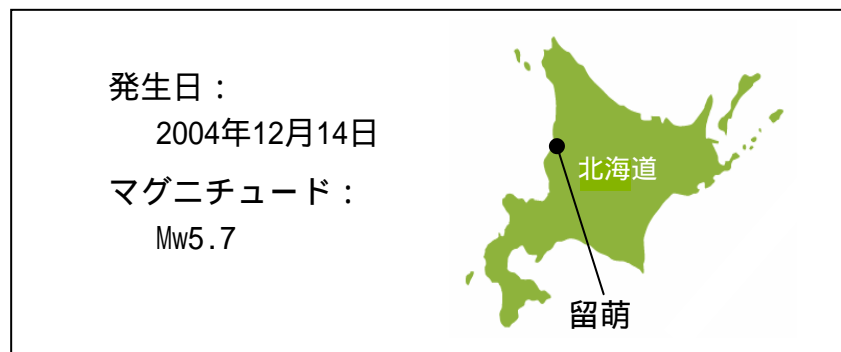 発生日：
2004年12月14日
マグニチュード：
Mw5.7
北海道
留萌